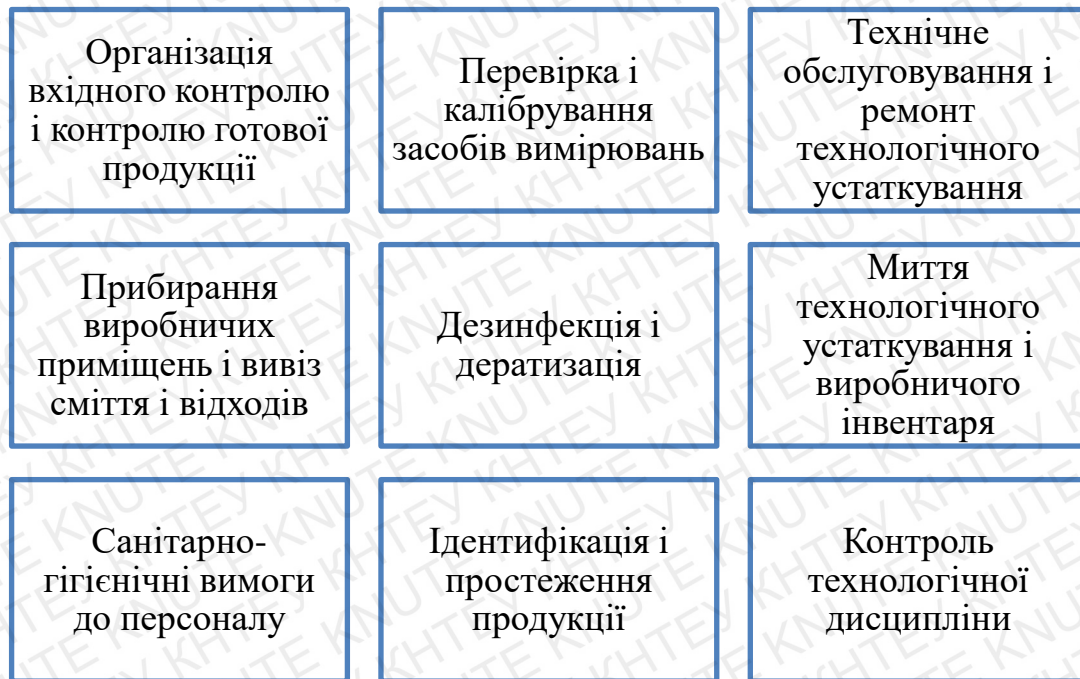 Організація
вхідного контролю
і контролю готової
продукції
Перевірка і
калібрування
засобів вимірювань
Технічне
обслуговування і
ремонт
технологічного
устаткування
Прибирання
виробничих
приміщень і вивіз
сміття і відходів
Дезинфекція і
дератизація
Миття
технологічного
устаткування і
виробничого
інвентаря
Санітарно-
гігієнічні вимоги
до персоналу
Ідентифікація і
простеження
продукції
Контроль
технологічної
дисципліни